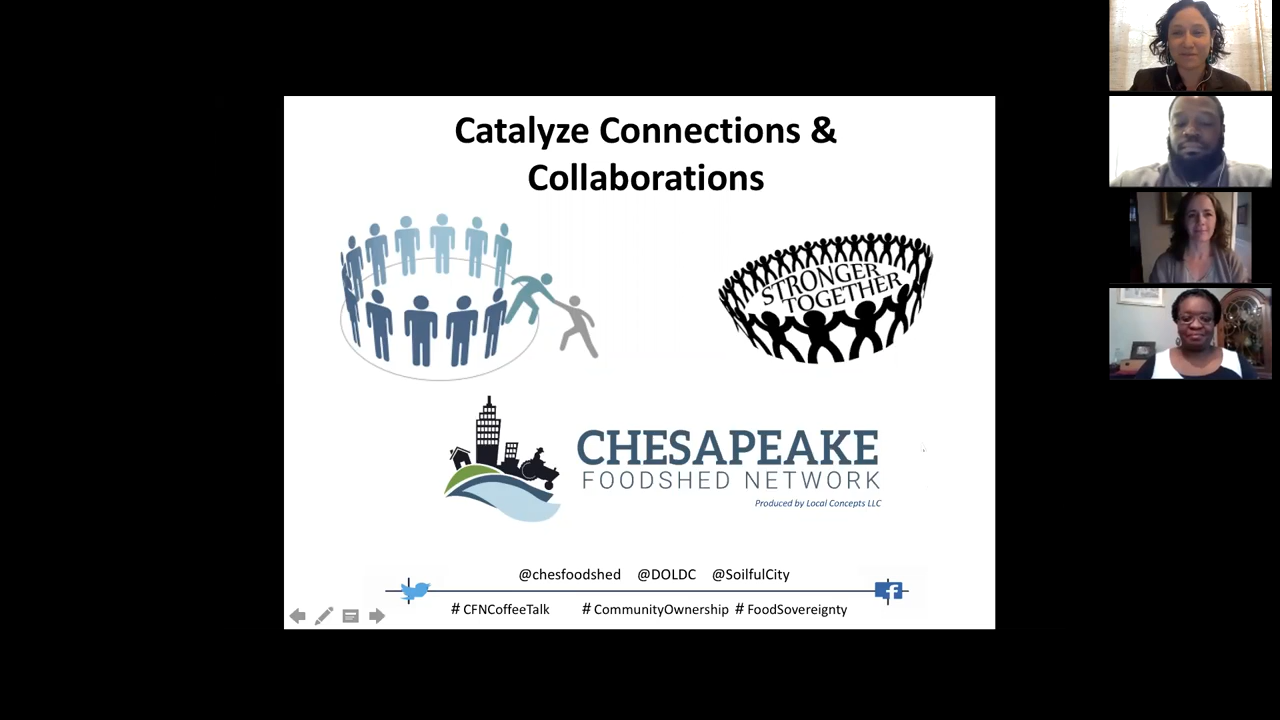 Catalyze Connections &
Collaborations
STRONGER
TOGETHER
CHESAPEAKE
FOODSHED NETWORK
Produced by Local Concepts LLC
@chesfoodshed @DOLDC @SoilfulCity
# CFNCoffeeTalk # CommunityOwnership # FoodSovereignty